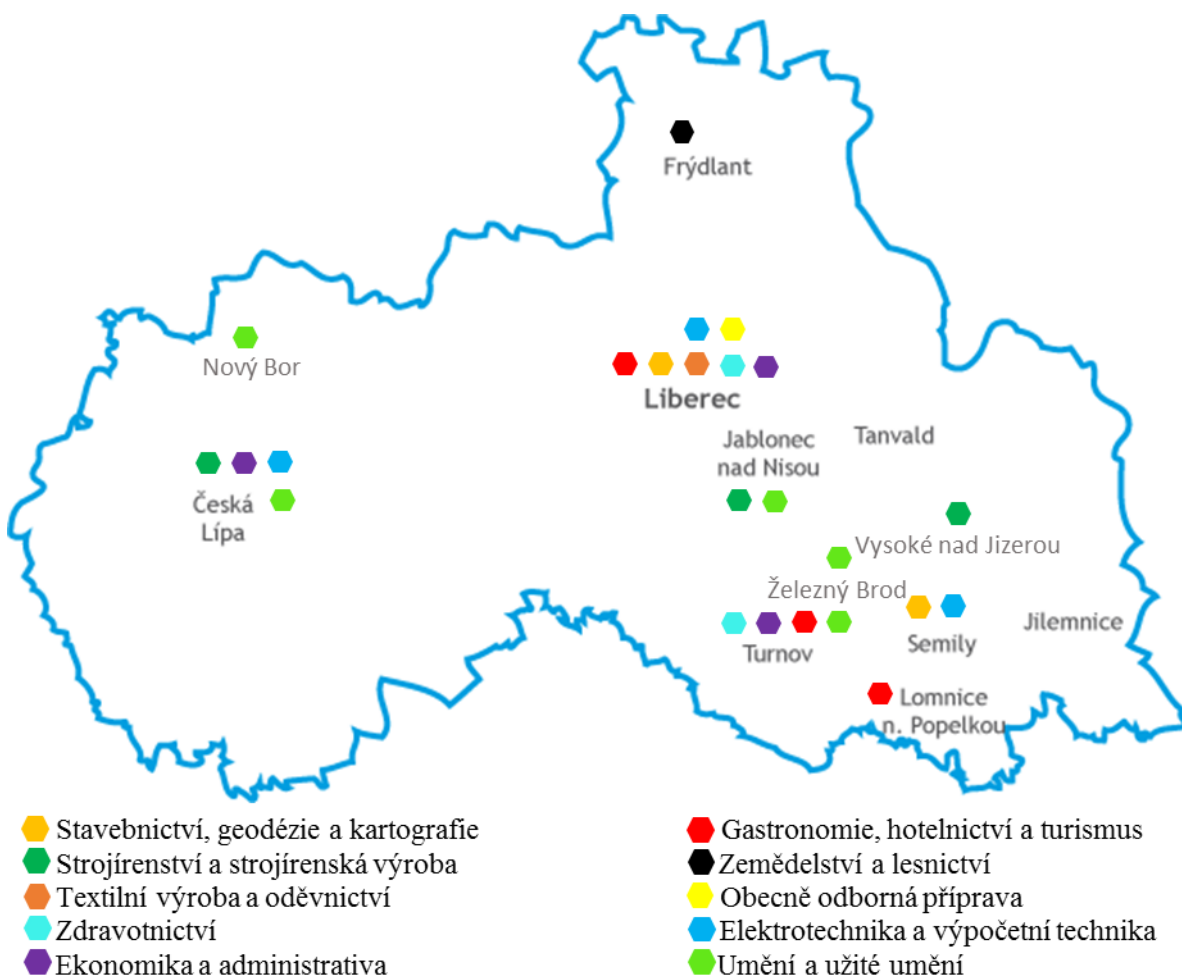 Frýdlant
Nový Bor
Liberec
Jablonec
nad Nisou
Tanvald
Česká
Lípa
Vysoké nad Jizerou
Železný Brod
Turnov
Semily
Jilemnice
Lomnice
n. Popelkou
Stavebnictví, geodézie a kartografie
Strojírenství a strojírenská výroba
Textilní výroba a oděvnictví
Zdravotnictví
Ekonomika a administrativa
Gastronomie, hotelnictví a turismus
Zemědelství a lesnictví
Obecně odborná příprava
Elektrotechnika a výpočetní technika
Umění a užité umění